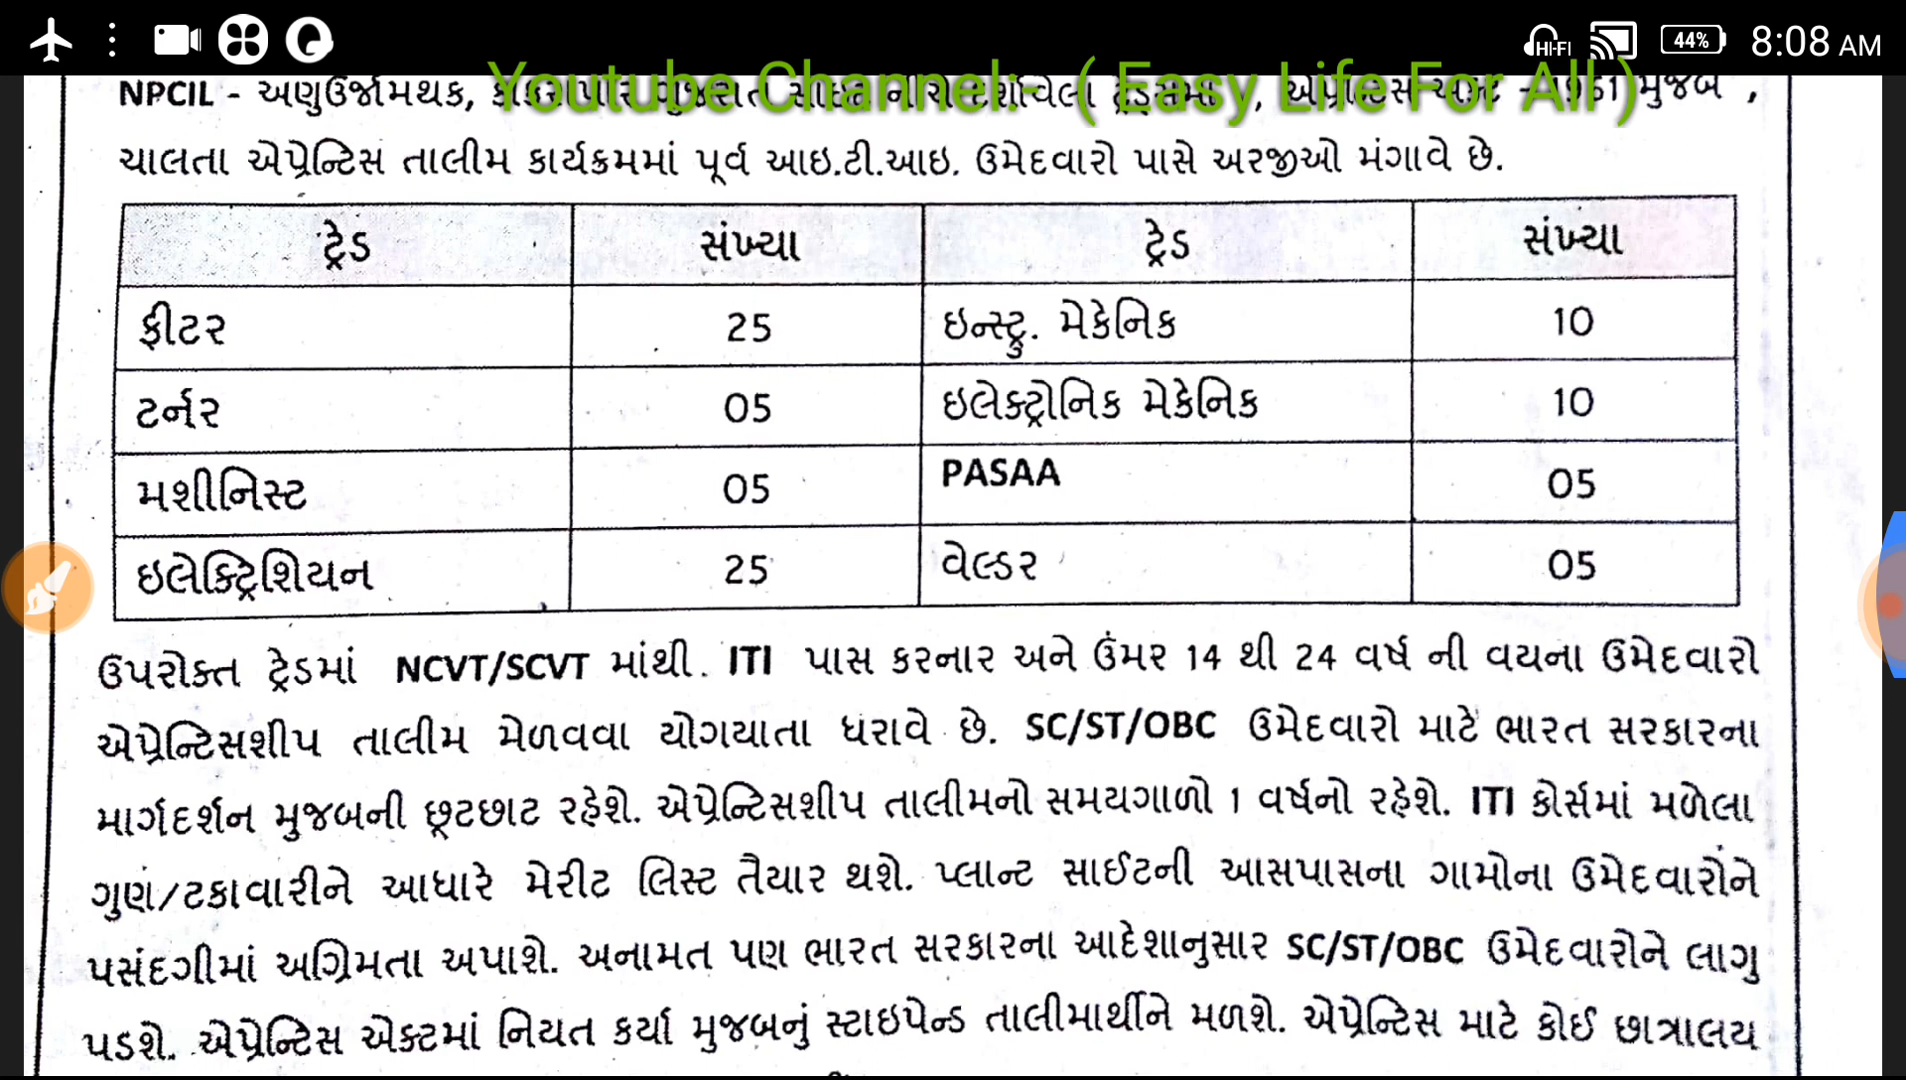 44% 8:08 AM
Youtube Channel:- ( Easy Life For All )
NPCIL - અણુઉર્જામથક, મુજબ ,
ચાલતા એપ્રેન્ટિસ તાલીમ કાર્યક્રમમાં પૂર્વ આઇ.ટી.આઇ. ઉમેદવારો પાસે અરજીઓ મંગાવે છે.
ટ્રેડ સંખ્યા ટ્રેડ સંખ્યા
ફીટર 25 ઇન્સ્ટ્રુ. મેકેનિક 10
ટર્નર 05 ઇલેક્ટ્રોનિક મેકેનિક 10
મશીનિસ્ટ 05 PASAA 05
ઇલેક્ટ્રિશિયન 25 વેલ્ડર 05
ઉપરોક્ત ટ્રેડમાં NCVT/SCVT માંથી. ITI પાસ કરનાર અને ઉંમર 14 થી 24 વર્ષ ની વયના ઉમેદવારો
એપ્રેન્ટિસશીપ તાલીમ મેળવવા યોગયાતા ધરાવે છે. SC/ST/OBC ઉમેદવારો માટે ભારત સરકારના
માર્ગદર્શન મુજબની છૂટછાટ રહેશે. એપ્રેન્ટિસશીપ તાલીમનો સમયગાળો 1 વર્ષનો રહેશે. ITI કોર્સમાં મળેલા
ગુણ/ટકાવારીને આધારે મેરીટ લિસ્ટ તૈયાર થશે. પ્લાન્ટ સાઈટની આસપાસના ગામોના ઉમેદવારોને
પસંદગીમાં અગ્રિમતા અપાશે. અનામત પણ ભારત સરકારના આદેશાનુસાર SC/ST/OBC ઉમેદવારોને લાગુ
પડશે. એપ્રેન્ટિસ એક્ટમાં નિયત કર્યા મુજબનું સ્ટાઇપેન્ડ તાલીમાર્થીને મળશે. એપ્રેન્ટિસ માટે કોઈ છાત્રાલય